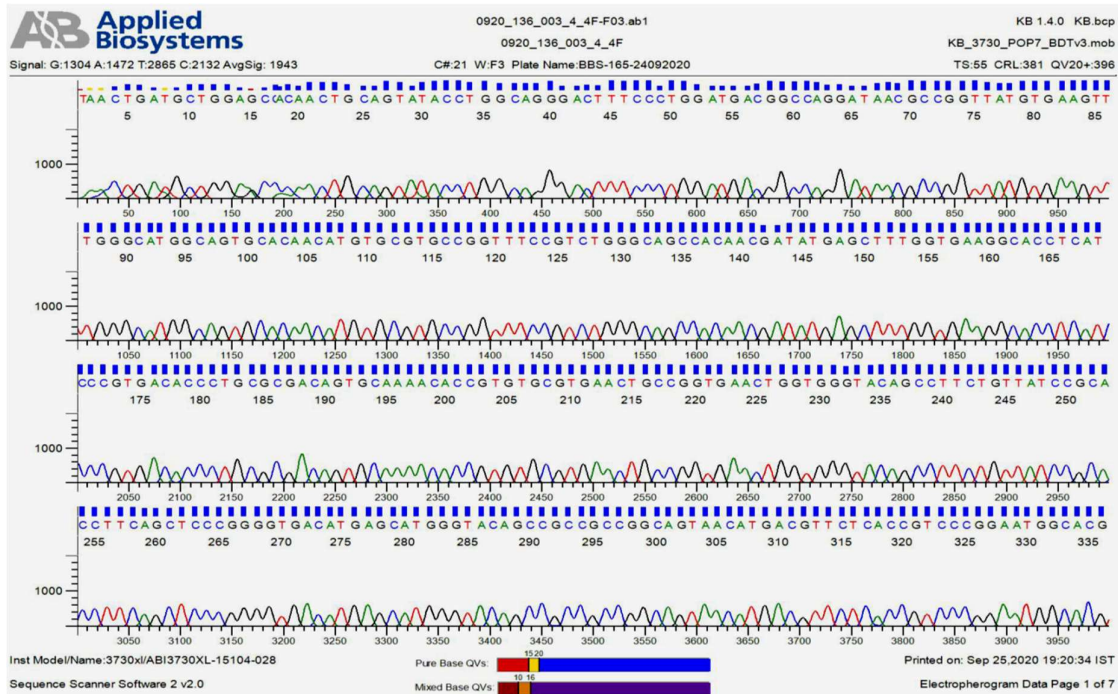 AB Applied Biosystems
0920_136_003_4_4F-F03.ab1
KB 1.4.0 KB.bcp
0920_136_003_4_4F
KB_3730_POP7_BDTv3.mob
Signal: G:1304 A:1472 T:2865 C:2132 AvgSig: 1943
C#:21 W:F3 Plate Name:BBS-165-24092020
TS:55 CRL:381 QV20+:396
TAACTGATGCTGGAGCCACAACTGCAGTATACCTGGCAGGGACTTTCCCTGGATGACGGCCAGGATAACGCCGGTTATGTGAAGTT
5 10 15 20 25 30 35 40 45 50 55 60 65 70 75 80 85
1000
50 100 150 200 250 300 350 400 450 500 550 600 650 700 750 800 850 900 950
TGGGCATGGCAGTGCACAACATGTGCGTGCCGGTTTCCGTCTGGGCAGCCACAACGATATGAGCTTTGGTGAAGGCACCTCAT
90 95 100 105 110 115 120 125 130 135 140 145 150 155 160 165
1000
1050 1100 1150 1200 1250 1300 1350 1400 1450 1500 1550 1600 1650 1700 1750 1800 1850 1900 1950
CCCGTGACACCCTGCGCGACAGTGCAAAACACCGTGTGCGTGAACTGCCGGTGAACTGGTGGGTACAGCCTTCTGTTATCCGCA
175 180 185 190 195 200 205 210 215 220 225 230 235 240 245 250
1000
2050 2100 2150 2200 2250 2300 2350 2400 2450 2500 2550 2600 2650 2700 2750 2800 2850 2900 2950
CCTTCAGCTCCCGGGGTGACATGAGCATGGGTACAGCCGCCGCCGGCAGTAACATGACGTTCTCACCGTCCCGGAATGGCACG
255 260 265 270 275 280 285 290 295 300 305 310 315 320 325 330 335
1000
3050 3100 3150 3200 3250 3300 3350 3400 3450 3500 3550 3600 3650 3700 3750 3800 3850 3900 3950
Inst Model/Name:3730xl/ABI3730XL-15104-028
Pure Base QVs:
15 20
Printed on: Sep 25,2020 19:20:34 IST
Sequence Scanner Software 2 v2.0
Mixed Base QVs:
10 16
Electropherogram Data Page 1 of 7